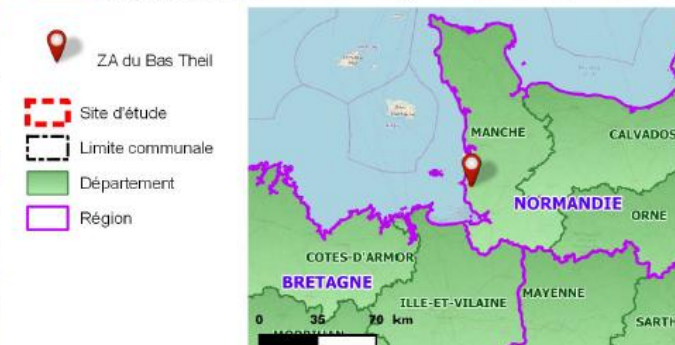 ZA du Bas Theil
Site d'étude
Limite communale
Département
Région
MANCHE
CALVADOS
NORMANDIE
ORNE
COTES-D'ARMOR
BRETAGNE
ILLE-ET-VILAINE
MAYENNE
SARTH
0 35 70 km